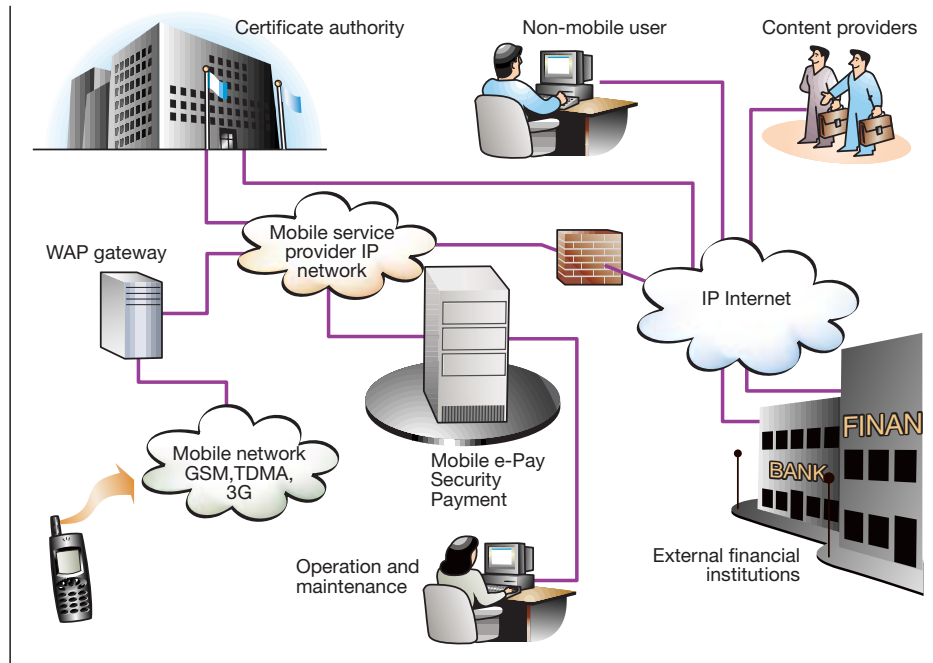 Certificate authority
Non-mobile user
Content providers
Mobile service
provider IP
network
WAP gateway
IP Internet
Mobile network
GSM,TDMA,
3G
Mobile e-Pay
Security
Payment
FINAN
BANK
External financial
institutions
Operation and
maintenance